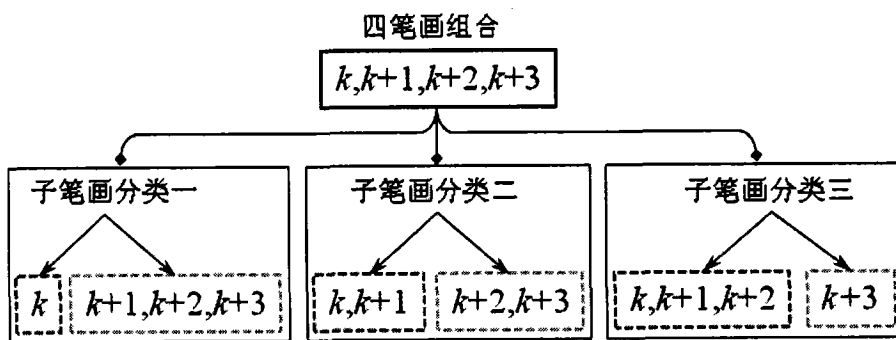 四笔画组合
k,k+1,k+2,k+3
子笔画分类一
子笔画分类二
子笔画分类三
k
k+1,k+2,k+3
k,k+1
k+2,k+3
k,k+1,k+2
k+3